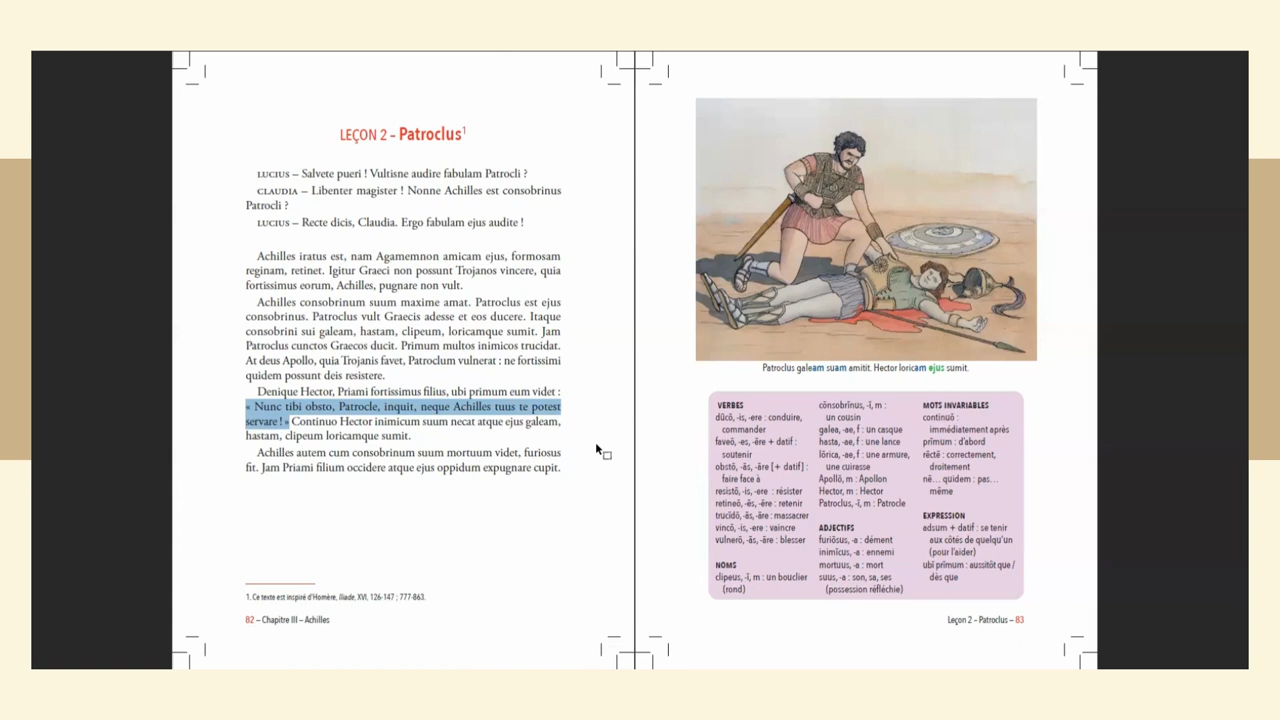 LEÇON 2 – Patroclus¹
LUCIUS – Salvete pueri ! Vultisne audire fabulam Patrocli ?
CLAUDIA – Libenter magister ! Nonne Achilles est consobrinus
Patrocli ?
LUCIUS – Recte dicis, Claudia. Ergo fabulam ejus audite !
Achilles iratus est, nam Agamemnon amicam ejus, formosam
reginam, retinet. Igitur Graeci non possunt Trojanos vincere, quia
fortissimus eorum, Achilles, pugnare non vult.
Achilles consobrinum suum maxime amat. Patroclus est ejus
consobrinus. Patroclus vult Graecis adesse et eos ducere. Itaque
consobrini sui galeam, hastam, clipeum, loricamque sumit. Jam
Patroclus cunctos Graecos ducit. Primum multos inimicos trucidat.
At deus Apollo, quia Trojanis favet, Patroclum vulnerat : ne fortissimi
quidem possunt deis resistere.
Denique Hector, Priami fortissimus filius, ubi primum eum videt :
« Nunc tibi obsto, Patrocle, inquit, neque Achilles tuus te potest
servare ! » Continuo Hector inimicum suum necat atque ejus galeam,
hastam, clipeum loricamque sumit.
Achilles autem cum consobrinum suum mortuum videt, furiosus
fit. Jam Priami filium occidere atque ejus oppidum expugnare cupit.
1. Ce texte est inspiré d'Homère, Iliade, XVI, 126-147 ; 777-863.
82 – Chapitre III – Achilles
Patroclus galeam suam amitit. Hector loricam ejus sumit.
VERBES
dūcō, -is, -ere : conduire,
commander
faveō, -es, -ēre + datif :
soutenir
obstō, -ās, -āre [+ datif] :
faire face à
resistō, -is, -ere : résister
retineō, -ēs, -ēre : retenir
trucīdō, -ās, -āre : massacrer
vincō, -is, -ere : vaincre
vulnerō, -ās, -āre : blesser
NOMS
clipeus, -ī, m : un bouclier
(rond)
cōnsobrīnus, -ī, m :
un cousin
galea, -ae, f : un casque
hasta, -ae, f : une lance
lōrica, -ae, f : une armure,
une cuirasse
Apollō, m : Apollon
Hector, m : Hector
Patroclus, -ī, m : Patrocle
ADJECTIFS
furiōsus, -a : dément
inimīcus, -a : ennemi
mortuus, -a : mort
suus, -a : son, sa, ses
(possession réfléchie)
MOTS INVARIABLES
continuō :
immédiatement après
prīmum : d'abord
rēctē : correctement,
droitement
nē... quidem : pas...
même
EXPRESSION
adsum + datif : se tenir
aux côtés de quelqu'un
(pour l'aider)
ubī prīmum : aussitôt que /
dès que
Leçon 2 – Patroclus – 83